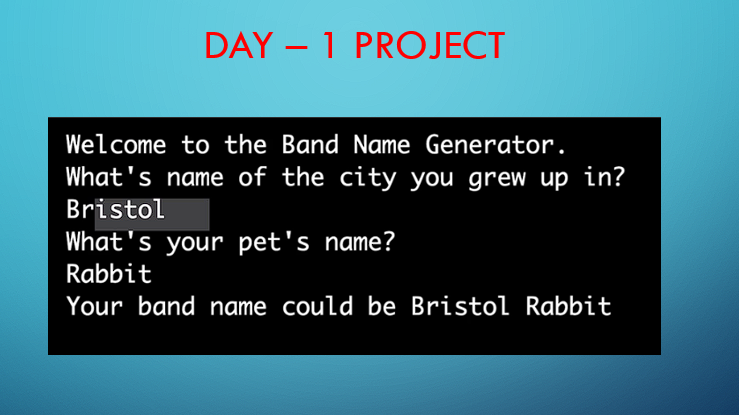 DAY – 1 PROJECT
Welcome to the Band Name Generator.
What's name of the city you grew up in?
Bristol
What's your pet's name?
Rabbit
Your band name could be Bristol Rabbit